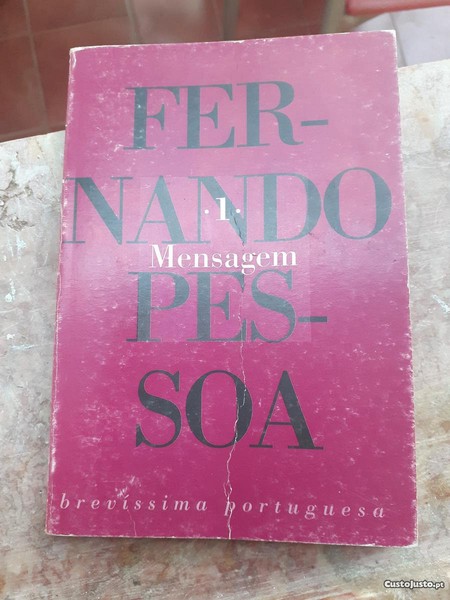 FER-
NANDO
·1·
Mensagem
PES-
SOA
brevíssima portuguesa
CustoJusto.pt